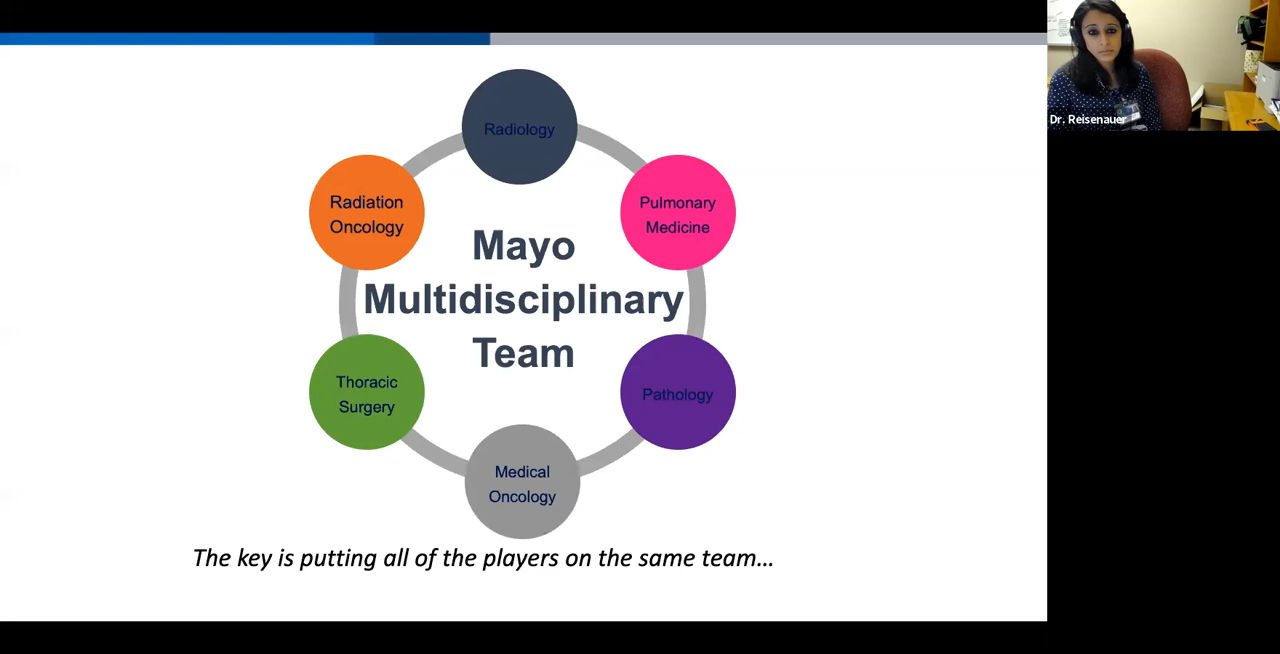 Radiology
Radiation
Oncology
Pulmonary
Medicine
Mayo
Multidisciplinary
Team
Thoracic
Surgery
Pathology
Medical
Oncology
The key is putting all of the players on the same team…
Dr. Reisenauer